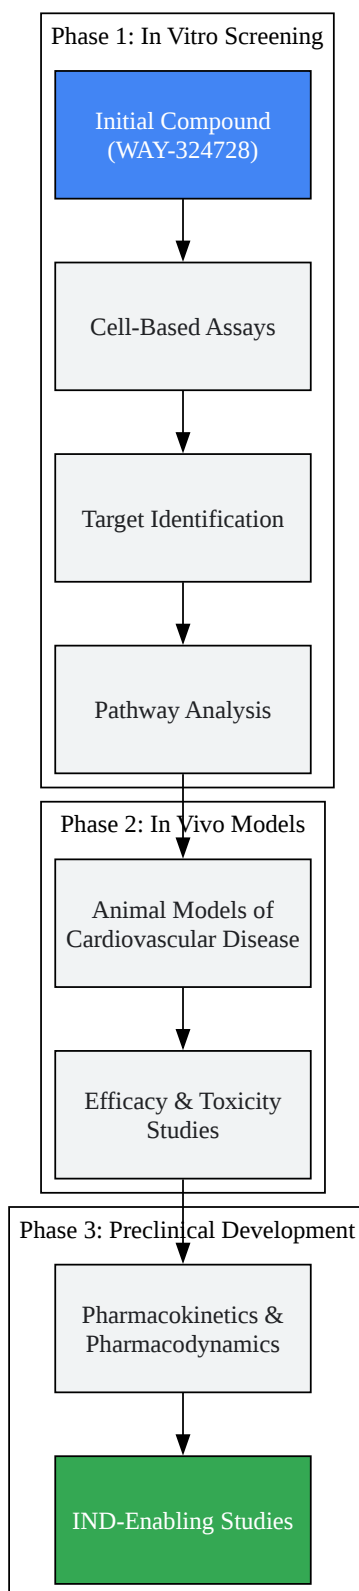 Phase 1: In Vitro Screening
Initial Compound
(WAY-324728)
Cell-Based Assays
Target Identification
Pathway Analysis
Phase 2: In Vivo Models
Animal Models of
Cardiovascular Disease
Efficacy & Toxicity
Studies
Phase 3: Preclinical Development
Pharmacokinetics &
Pharmacodynamics
IND-Enabling Studies